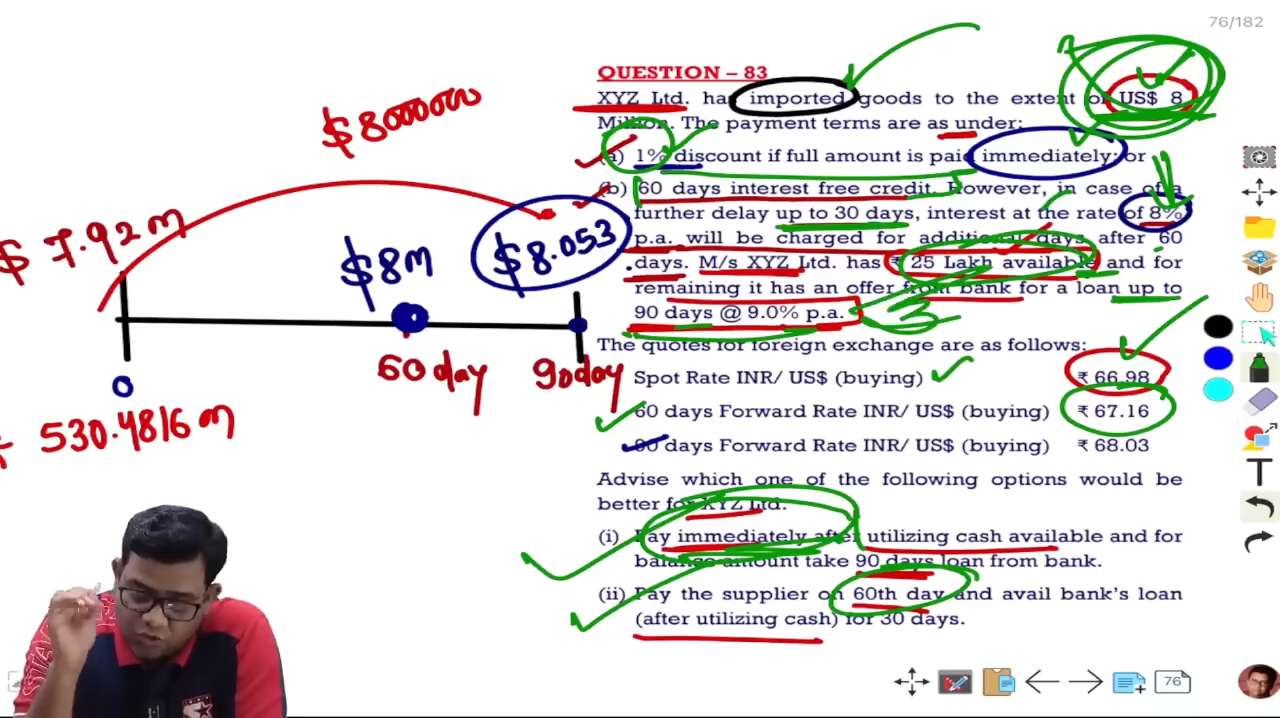 76/182
QUESTION – 83
XYZ Ltd. has imported goods to the extent of US$ 8
Million. The payment terms are as under:
(a) 1% discount if full amount is paid immediately; or
(b) 60 days interest free credit. However, in case of a
further delay up to 30 days, interest at the rate of 8%
p.a. will be charged for additional days after 60
days. M/s XYZ Ltd. has ₹ 25 Lakh available and for
remaining it has an offer from bank for a loan up to
90 days @ 9.0% p.a.
The quotes for foreign exchange are as follows:
Spot Rate INR/ US$ (buying) ₹ 66.98
60 days Forward Rate INR/ US$ (buying) ₹ 67.16
90 days Forward Rate INR/ US$ (buying) ₹ 68.03
Advise which one of the following options would be
better for XYZ Ltd.
(i) Pay immediately after utilizing cash available and for
balance amount take 90 days loan from bank.
(ii) Pay the supplier on 60th day and avail bank's loan
(after utilizing cash) for 30 days.
$8000000
$ 7.92 m
$8m
$8.053
0
60 day
90 day
530.4816 m
T
76